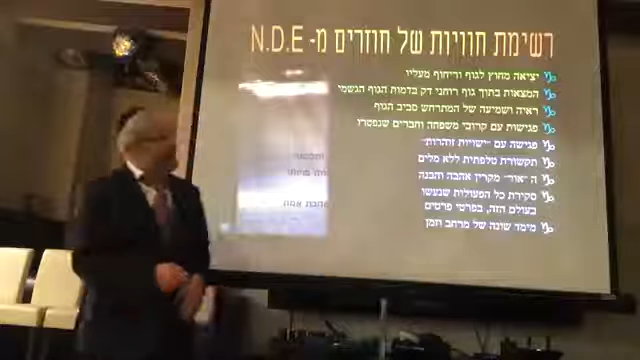 רשימת חוויות של חוזרים מ- N.D.E
יציאה מחוץ לגוף וריחוף מעליו
המצאות בתוך גוף רוחני דק בדמות הגוף הגשמי
ראיה ושמיעה של המתרחש סביב הגוף
פגישות עם קרובי משפחה וחברים שנפטרו
פגישה עם "ישויות זוהרות"
תקשורת טלפתית ללא מלים
ה"אור" מקרין אהבה והבנה
סקירת כל הפעולות שנעשו
בעולם הזה, בפרטי פרטים
מימד שונה של מרחב וזמן
אמת